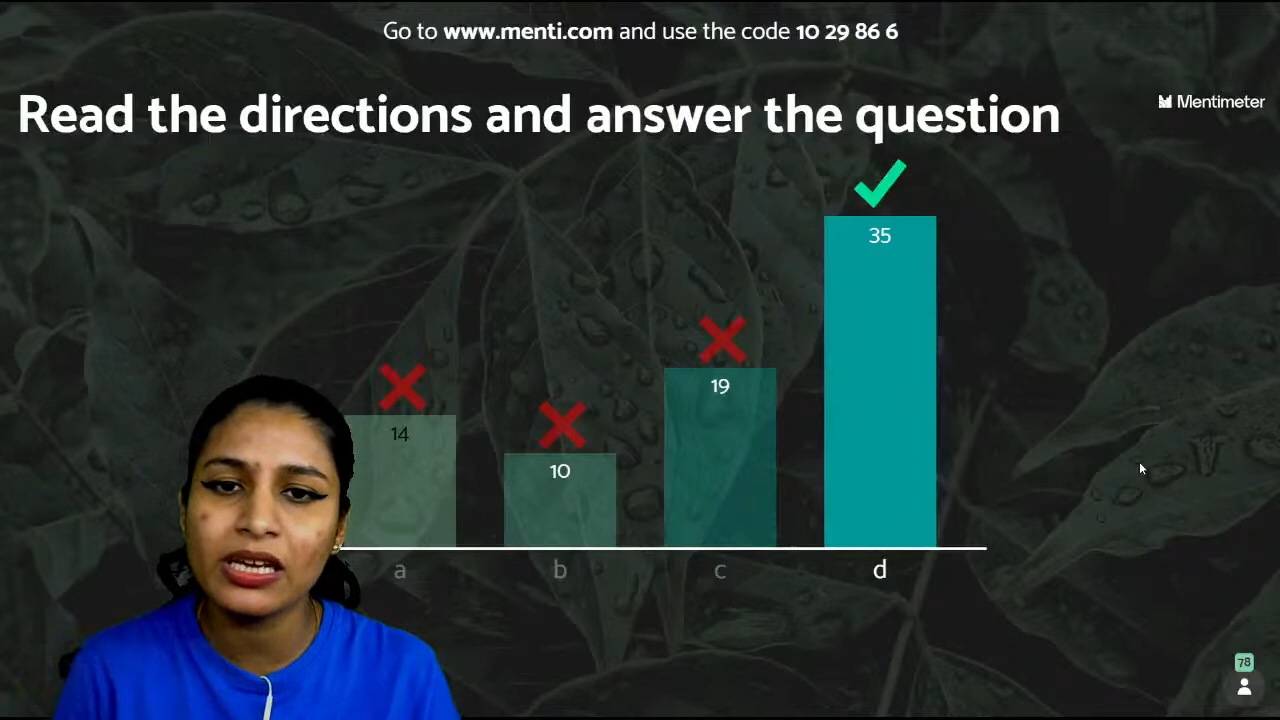 Go to www.menti.com and use the code 10 29 86 6
Read the directions and answer the question
Mentimeter
35
19
14
10
a b c d
78